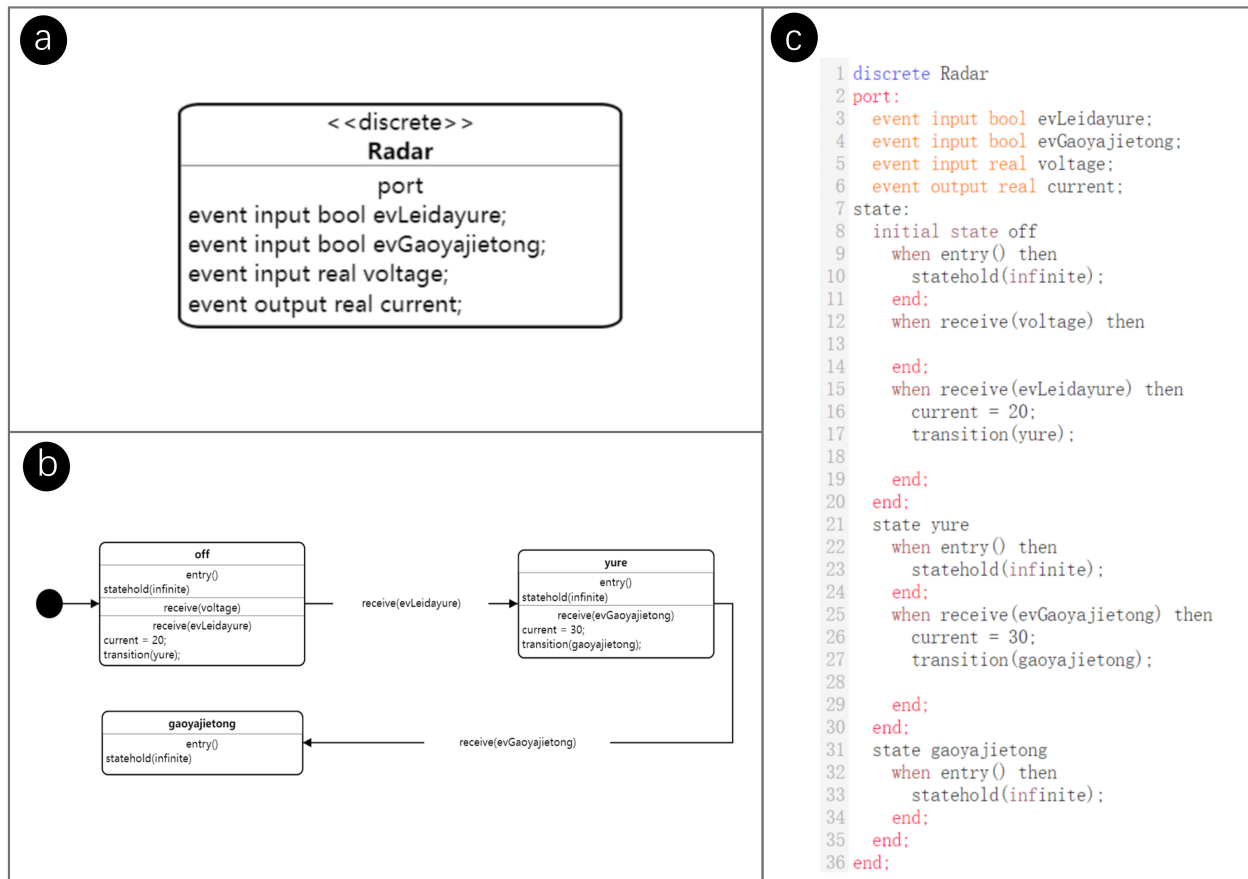 a
<<discrete>>
Radar
port
event input bool evLeidayure;
event input bool evGaoyajietong;
event input real voltage;
event output real current;
b
off
entry()
statehold(infinite)
receive(voltage)
receive(evLeidayure)
current = 20;
transition(yure);
receive(evLeidayure)
yure
entry()
statehold(infinite)
receive(evGaoyajietong)
current = 30;
transition(gaoyajietong);
gaoyajietong
entry()
statehold(infinite)
receive(evGaoyajietong)
c
1 discrete Radar
2 port:
3 event input bool evLeidayure;
4 event input bool evGaoyajietong;
5 event input real voltage;
6 event output real current;
7 state:
8 initial state off
9 when entry() then
10 statehold(infinite);
11 end;
12 when receive(voltage) then
13
14 end;
15 when receive(evLeidayure) then
16 current = 20;
17 transition(yure);
18
19 end;
20 end;
21 state yure
22 when entry() then
23 statehold(infinite);
24 end;
25 when receive(evGaoyajietong) then
26 current = 30;
27 transition(gaoyajietong);
28
29 end;
30 end;
31 state gaoyajietong
32 when entry() then
33 statehold(infinite);
34 end;
35 end;
36 end;